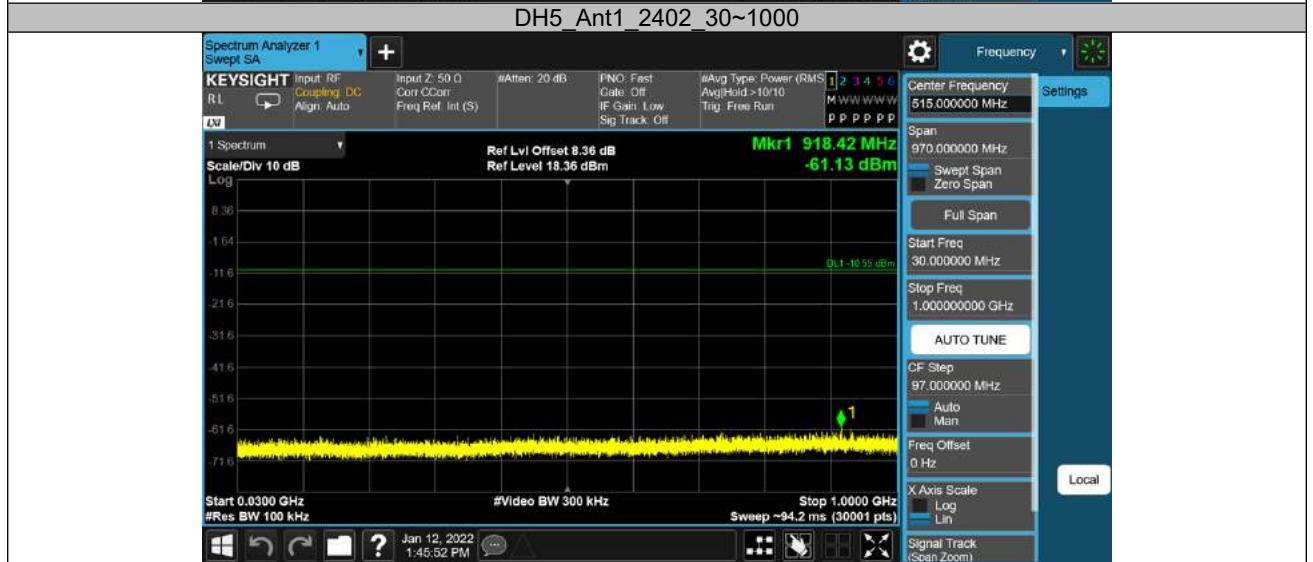 DH5_Ant1_2402_30~1000
Spectrum Analyzer 1
Swept SA
Frequency
KEYSIGHT
RL
LXI
Input: RF
Coupling: DC
Align: Auto
Input Z: 50 Ω
Corr CCorr
Freq Ref: Int (S)
#Atten: 20 dB
PNO: Fast
Gate: Off
IF Gain: Low
Sig Track: Off
#Avg Type: Power (RMS
Avg|Hold:>10/10
Trig: Free Run
1 2 3 4 5 6
M W W W W W
P P P P P P
1 Spectrum
Scale/Div 10 dB
Log
Ref Lvl Offset 8.36 dB
Ref Level 18.36 dBm
Mkr1 918.42 MHz
-61.13 dBm
8.36
-1.64
-11.6
-21.6
-31.6
-41.6
-51.6
-61.6
-71.6
DL1 -10.55 dBm
1
Start 0.0300 GHz
#Res BW 100 kHz
#Video BW 300 kHz
Stop 1.0000 GHz
Sweep ~94.2 ms (30001 pts)
Jan 12, 2022
1:45:52 PM
Center Frequency
515.000000 MHz
Settings
Span
970.000000 MHz
Swept Span
Zero Span
Full Span
Start Freq
30.000000 MHz
Stop Freq
1.000000000 GHz
AUTO TUNE
CF Step
97.000000 MHz
Auto
Man
Freq Offset
0 Hz
X Axis Scale
Log
Lin
Local
Signal Track
(Span Zoom)